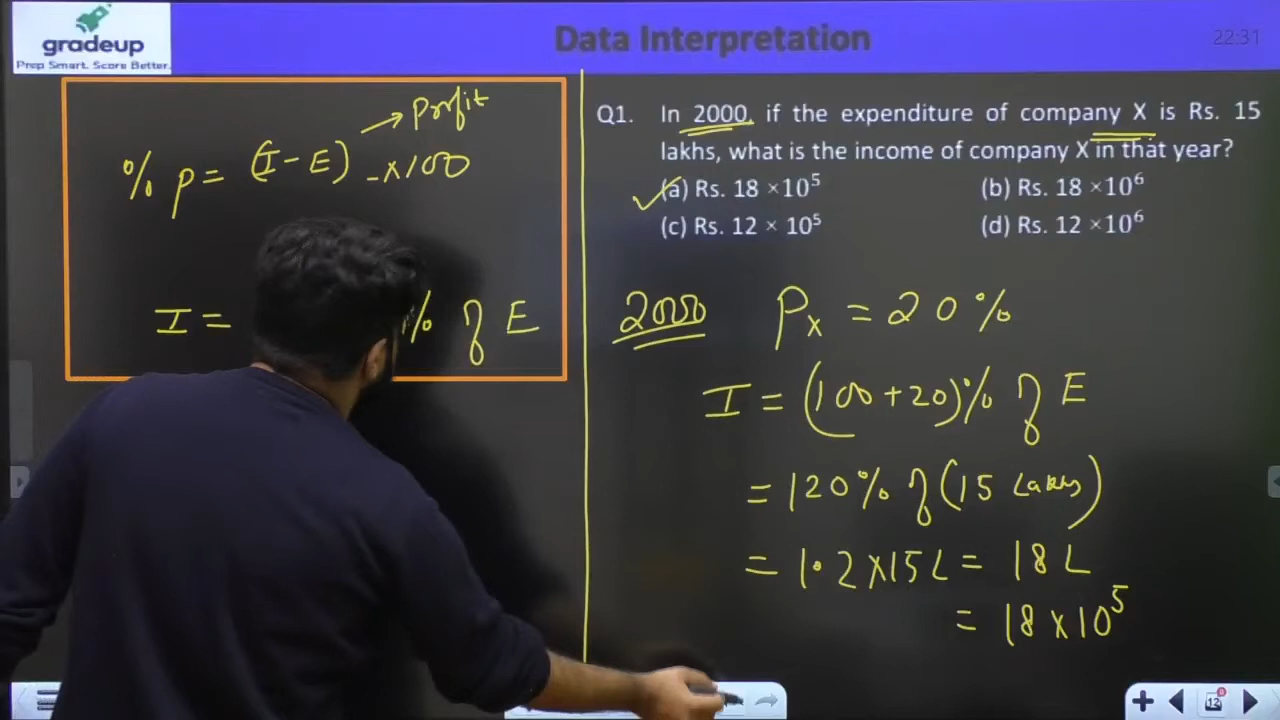 gradeup
Prep Smart. Score Better.
Data Interpretation
22:31
→ Profit
% P = (I - E) - × 100
I = % of E
Q1. In 2000, if the expenditure of company X is Rs. 15
lakhs, what is the income of company X in that year?
(a) Rs. 18 ×10⁵ (b) Rs. 18 ×10⁶
(c) Rs. 12 × 10⁵ (d) Rs. 12 ×10⁶
2000 Pₓ = 20%
I = (100 + 20)% of E
= 120% of (15 Lakhs)
= 1.2 × 15 L = 18 L
= 18 × 10⁵
12